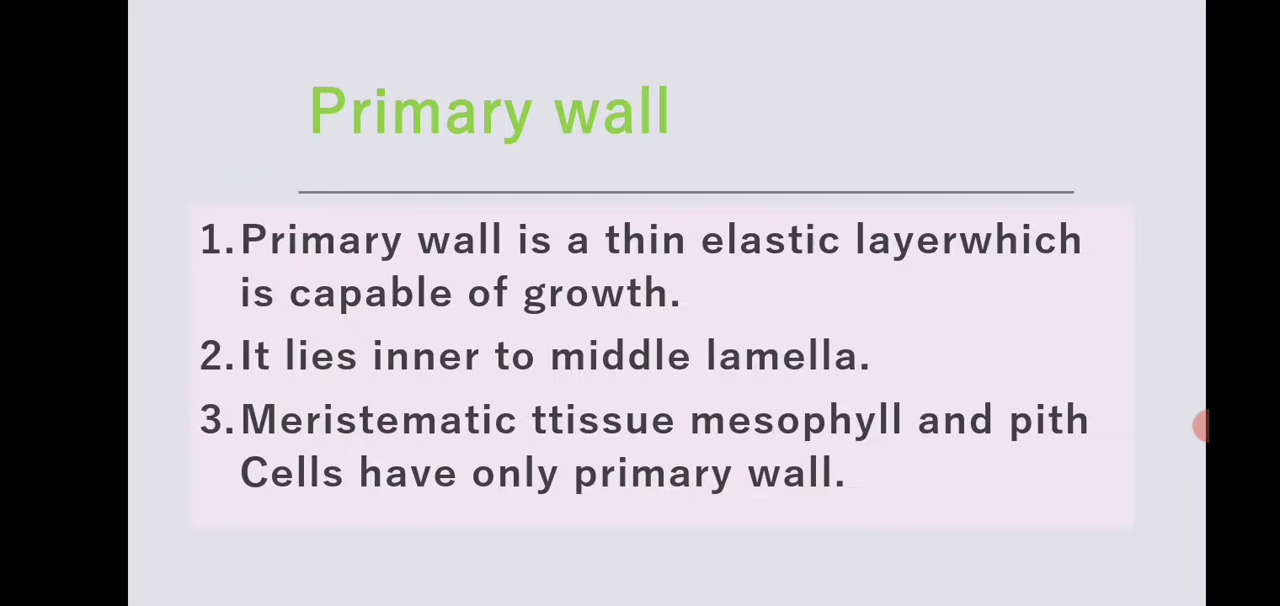 Primary wall
1. Primary wall is a thin elastic layerwhich
is capable of growth.
2. It lies inner to middle lamella.
3. Meristematic ttissue mesophyll and pith
Cells have only primary wall.